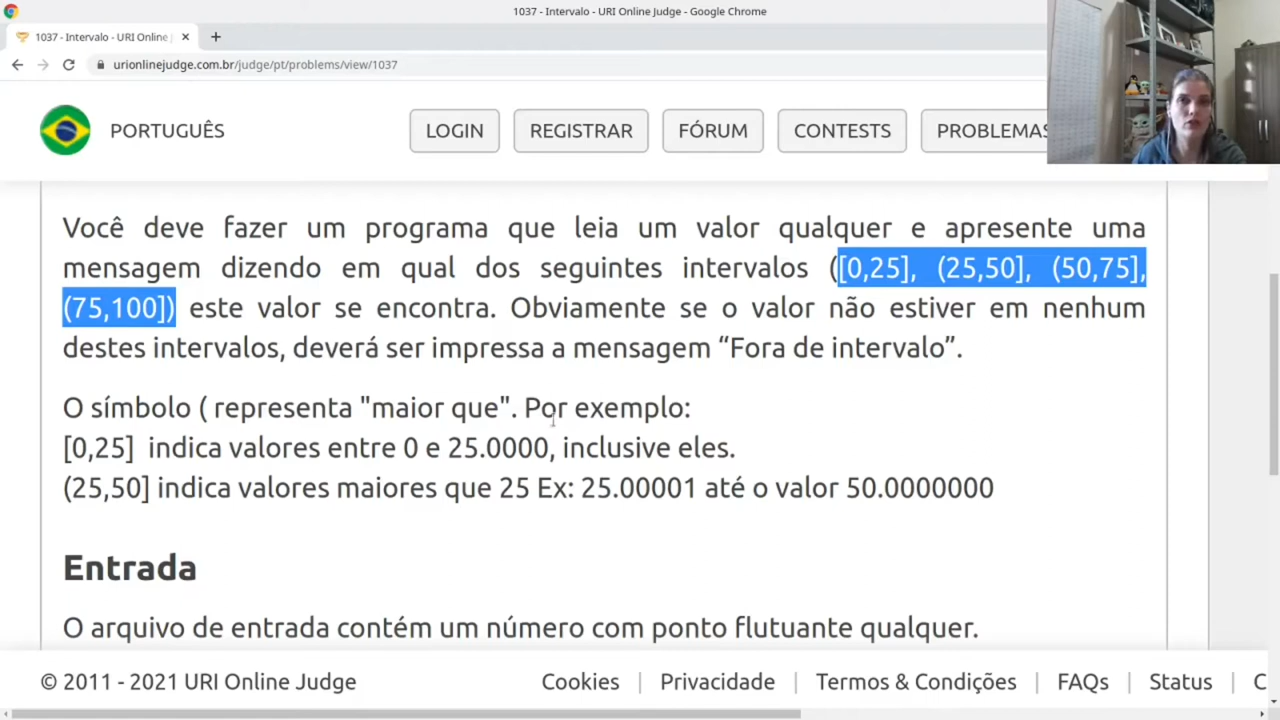 1037 - Intervalo - URI Online Judge - Google Chrome
1037 - Intervalo - URI Online J
urionlinejudge.com.br/judge/pt/problems/view/1037
PORTUGUÊS
LOGIN
REGISTRAR
FÓRUM
CONTESTS
PROBLEMAS
Você deve fazer um programa que leia um valor qualquer e apresente uma
mensagem dizendo em qual dos seguintes intervalos ([0,25], (25,50], (50,75],
(75,100]) este valor se encontra. Obviamente se o valor não estiver em nenhum
destes intervalos, deverá ser impressa a mensagem “Fora de intervalo”.
O símbolo ( representa "maior que". Por exemplo:
[0,25]  indica valores entre 0 e 25.0000, inclusive eles.
(25,50] indica valores maiores que 25 Ex: 25.00001 até o valor 50.0000000
Entrada
O arquivo de entrada contém um número com ponto flutuante qualquer.
© 2011 - 2021 URI Online Judge
Cookies | Privacidade | Termos & Condições | FAQs | Status | C